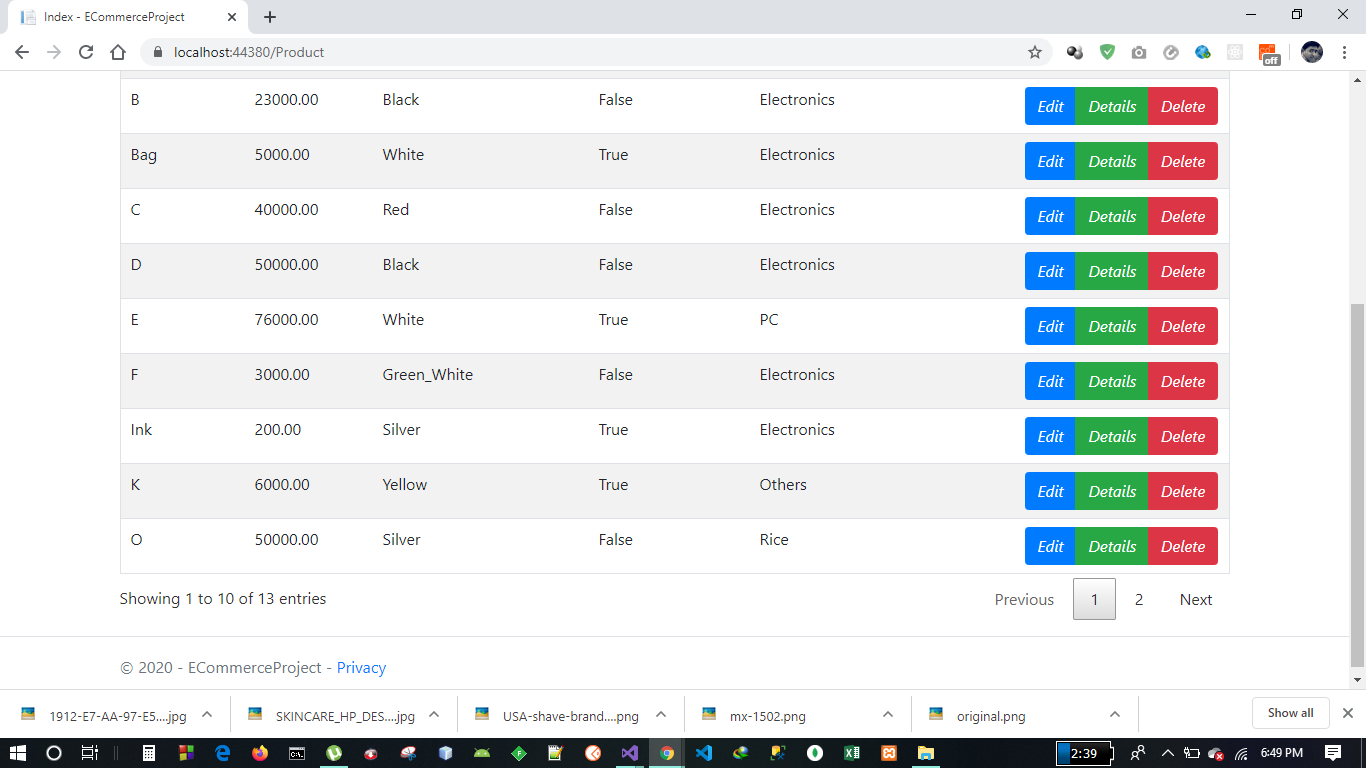 Index - ECommerceProject
localhost:44380/Product
off
B 23000.00 Black False Electronics Edit Details Delete
Bag 5000.00 White True Electronics Edit Details Delete
C 40000.00 Red False Electronics Edit Details Delete
D 50000.00 Black False Electronics Edit Details Delete
E 76000.00 White True PC Edit Details Delete
F 3000.00 Green_White False Electronics Edit Details Delete
Ink 200.00 Silver True Electronics Edit Details Delete
K 6000.00 Yellow True Others Edit Details Delete
O 50000.00 Silver False Rice Edit Details Delete
Showing 1 to 10 of 13 entries Previous 1 2 Next
© 2020 - ECommerceProject - Privacy
1912-E7-AA-97-E5....jpg SKINCARE_HP_DES....jpg USA-shave-brand....png mx-1502.png original.png Show all
2:39 6:49 PM